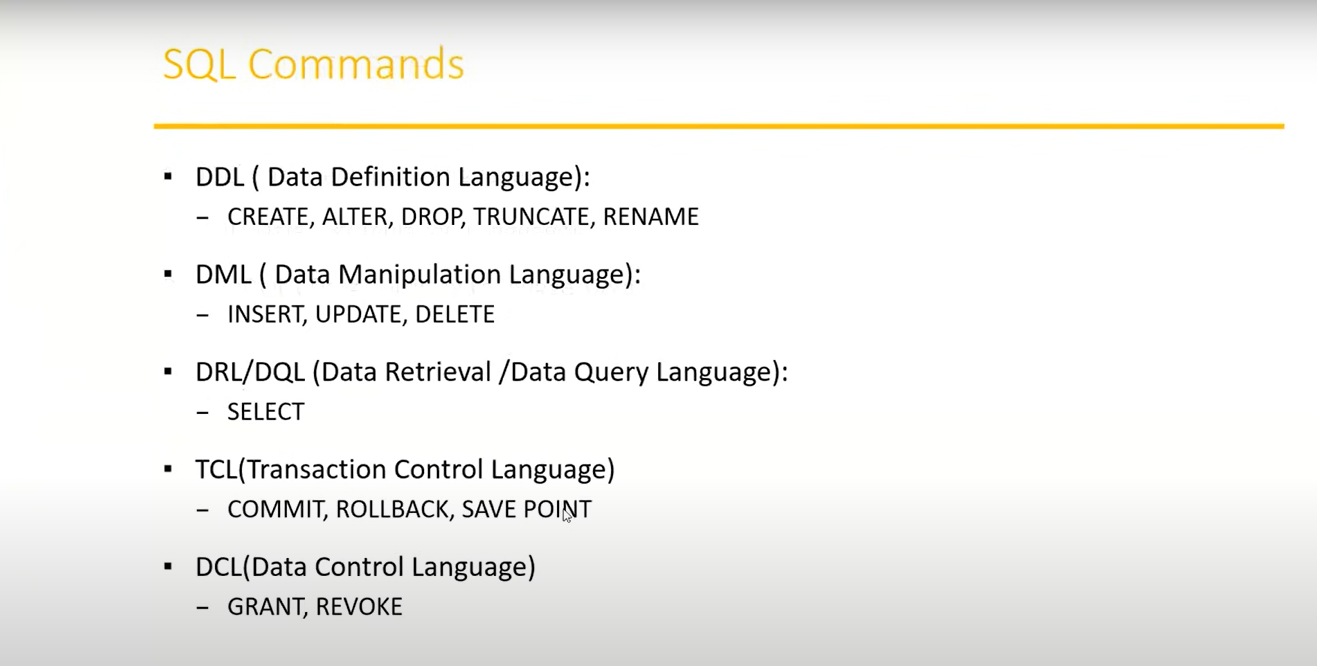 SQL Commands
▪ DDL ( Data Definition Language):
– CREATE, ALTER, DROP, TRUNCATE, RENAME
▪ DML ( Data Manipulation Language):
– INSERT, UPDATE, DELETE
▪ DRL/DQL (Data Retrieval /Data Query Language):
– SELECT
▪ TCL(Transaction Control Language)
– COMMIT, ROLLBACK, SAVE POINT
▪ DCL(Data Control Language)
– GRANT, REVOKE